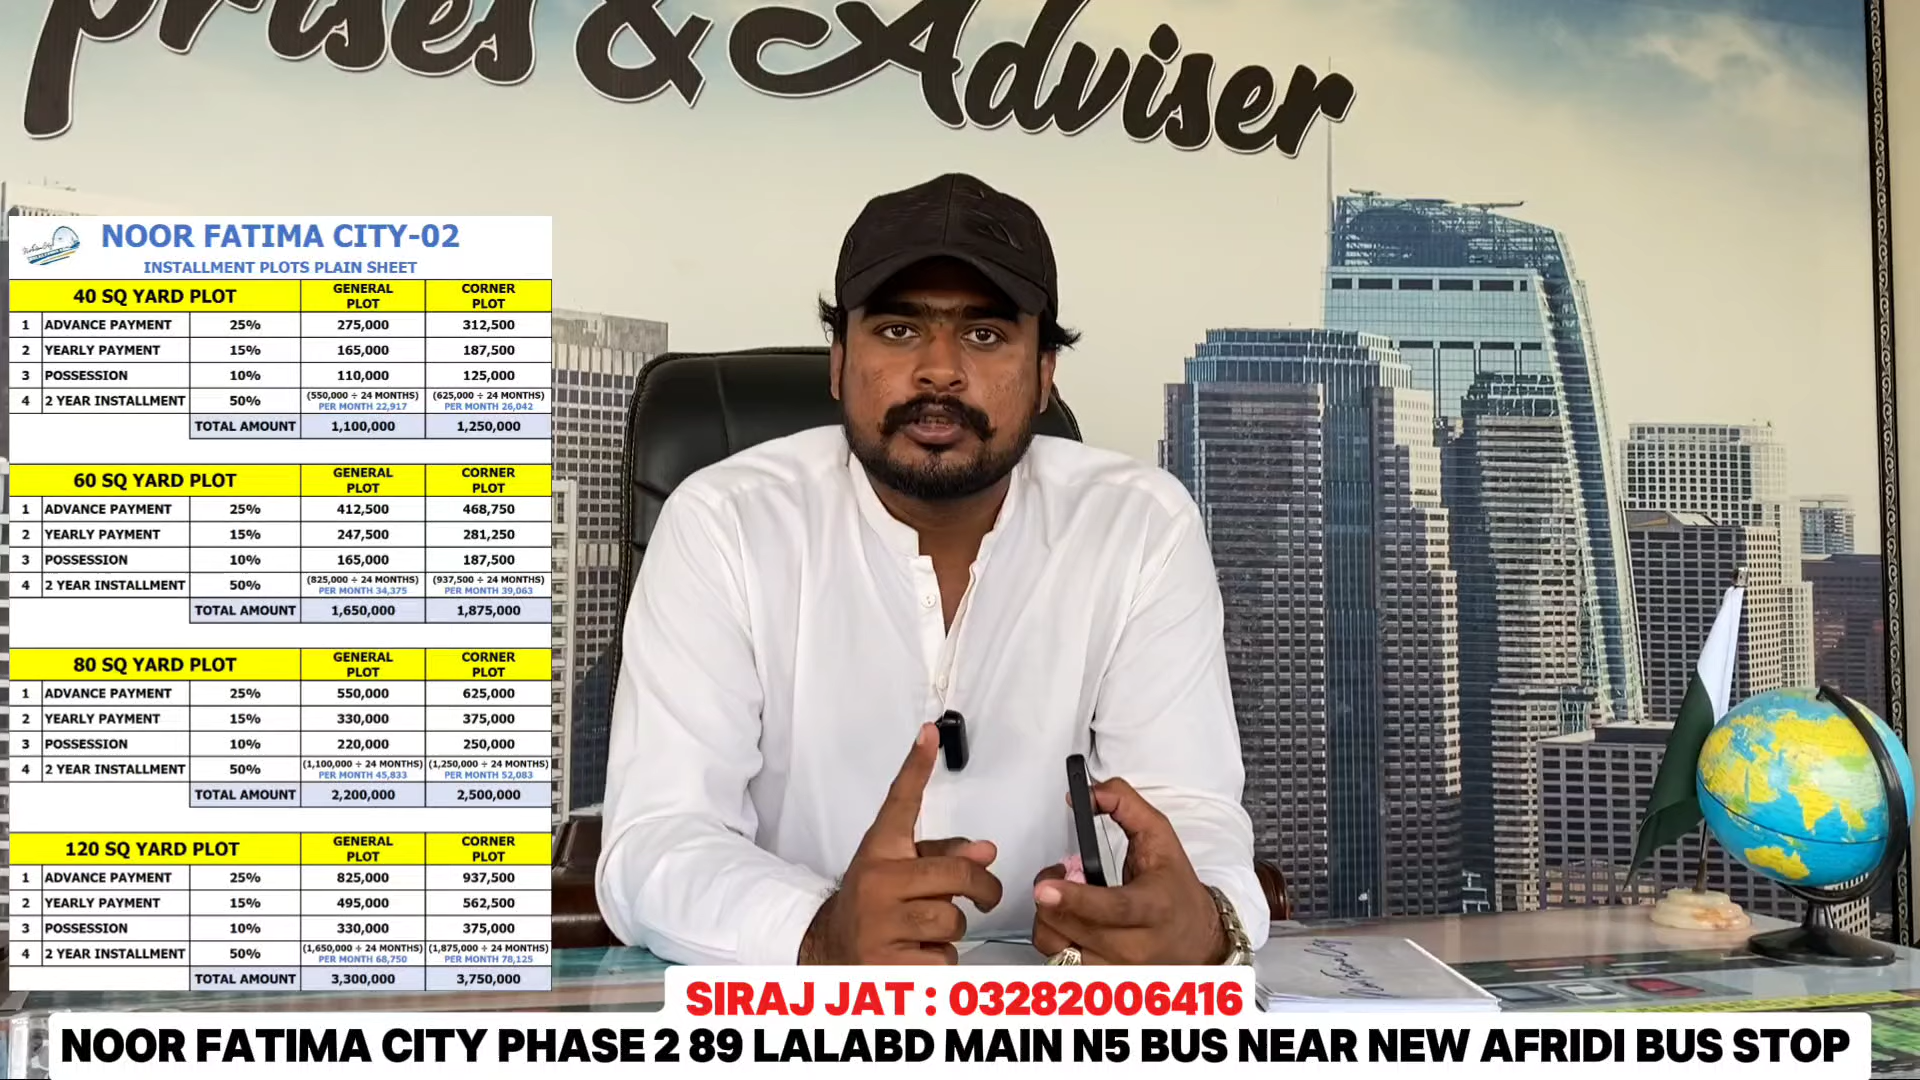 prises & Adviser
NOOR FATIMA CITY-02
INSTALLMENT PLOTS PLAIN SHEET
40 SQ YARD PLOT GENERAL PLOT CORNER PLOT
1 ADVANCE PAYMENT 25% 275,000 312,500
2 YEARLY PAYMENT 15% 165,000 187,500
3 POSSESSION 10% 110,000 125,000
4 2 YEAR INSTALLMENT 50% (550,000 ÷ 24 MONTHS) PER MONTH 22,917 (625,000 ÷ 24 MONTHS) PER MONTH 26,042
TOTAL AMOUNT 1,100,000 1,250,000
60 SQ YARD PLOT GENERAL PLOT CORNER PLOT
1 ADVANCE PAYMENT 25% 412,500 468,750
2 YEARLY PAYMENT 15% 247,500 281,250
3 POSSESSION 10% 165,000 187,500
4 2 YEAR INSTALLMENT 50% (825,000 ÷ 24 MONTHS) PER MONTH 34,375 (937,500 ÷ 24 MONTHS) PER MONTH 39,063
TOTAL AMOUNT 1,650,000 1,875,000
80 SQ YARD PLOT GENERAL PLOT CORNER PLOT
1 ADVANCE PAYMENT 25% 550,000 625,000
2 YEARLY PAYMENT 15% 330,000 375,000
3 POSSESSION 10% 220,000 250,000
4 2 YEAR INSTALLMENT 50% (1,100,000 ÷ 24 MONTHS) PER MONTH 45,833 (1,250,000 ÷ 24 MONTHS) PER MONTH 52,083
TOTAL AMOUNT 2,200,000 2,500,000
120 SQ YARD PLOT GENERAL PLOT CORNER PLOT
1 ADVANCE PAYMENT 25% 825,000 937,500
2 YEARLY PAYMENT 15% 495,000 562,500
3 POSSESSION 10% 330,000 375,000
4 2 YEAR INSTALLMENT 50% (1,650,000 ÷ 24 MONTHS) PER MONTH 68,750 (1,875,000 ÷ 24 MONTHS) PER MONTH 78,125
TOTAL AMOUNT 3,300,000 3,750,000
SIRAJ JAT : 03282006416
NOOR FATIMA CITY PHASE 2 89 LALABD MAIN N5 BUS NEAR NEW AFRIDI BUS STOP